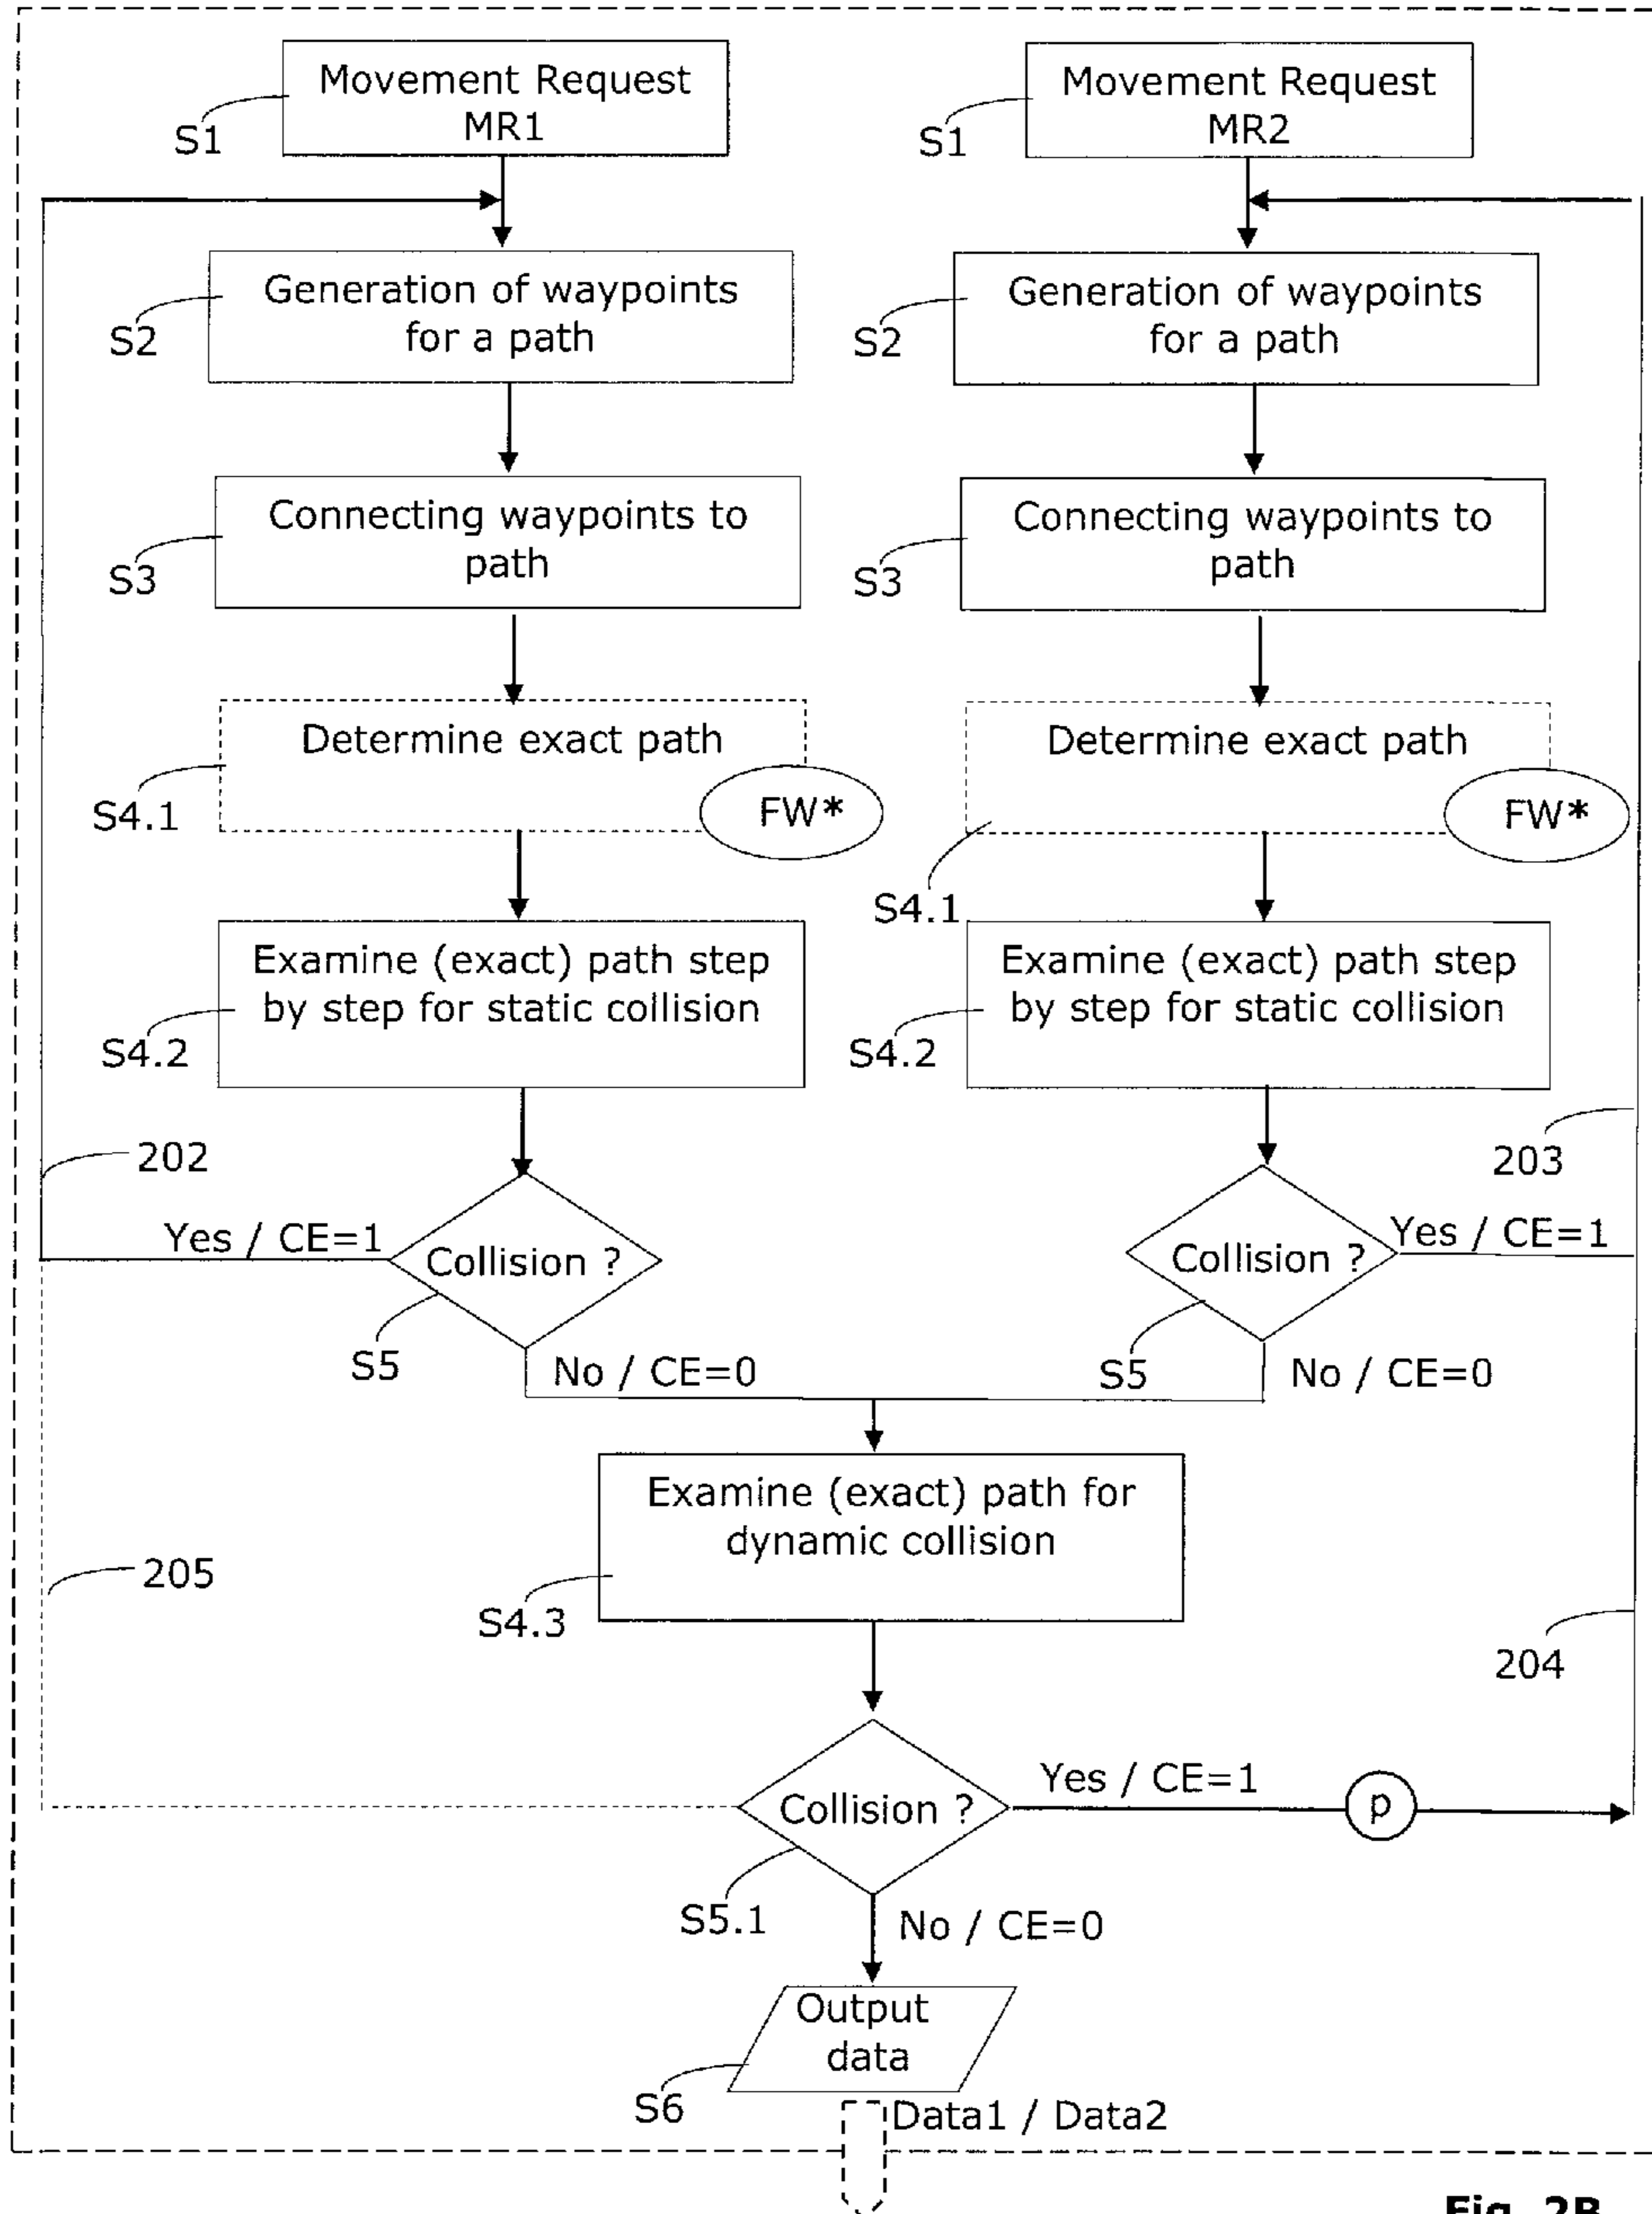 Movement Request
MR1
S1
Movement Request
MR2
S1
Generation of waypoints
for a path
S2
Generation of waypoints
for a path
S2
Connecting waypoints to
path
S3
Connecting waypoints to
path
S3
Determine exact path
FW*
S4.1
Determine exact path
FW*
S4.1
Examine (exact) path step
by step for static collision
S4.2
Examine (exact) path step
by step for static collision
S4.2
202
203
Yes / CE=1
Collision ?
S5
No / CE=0
Yes / CE=1
Collision ?
S5
No / CE=0
Examine (exact) path for
dynamic collision
S4.3
205
204
Collision ?
Yes / CE=1
p
S5.1
No / CE=0
Output
data
S6
Data1 / Data2
Fig. 2B